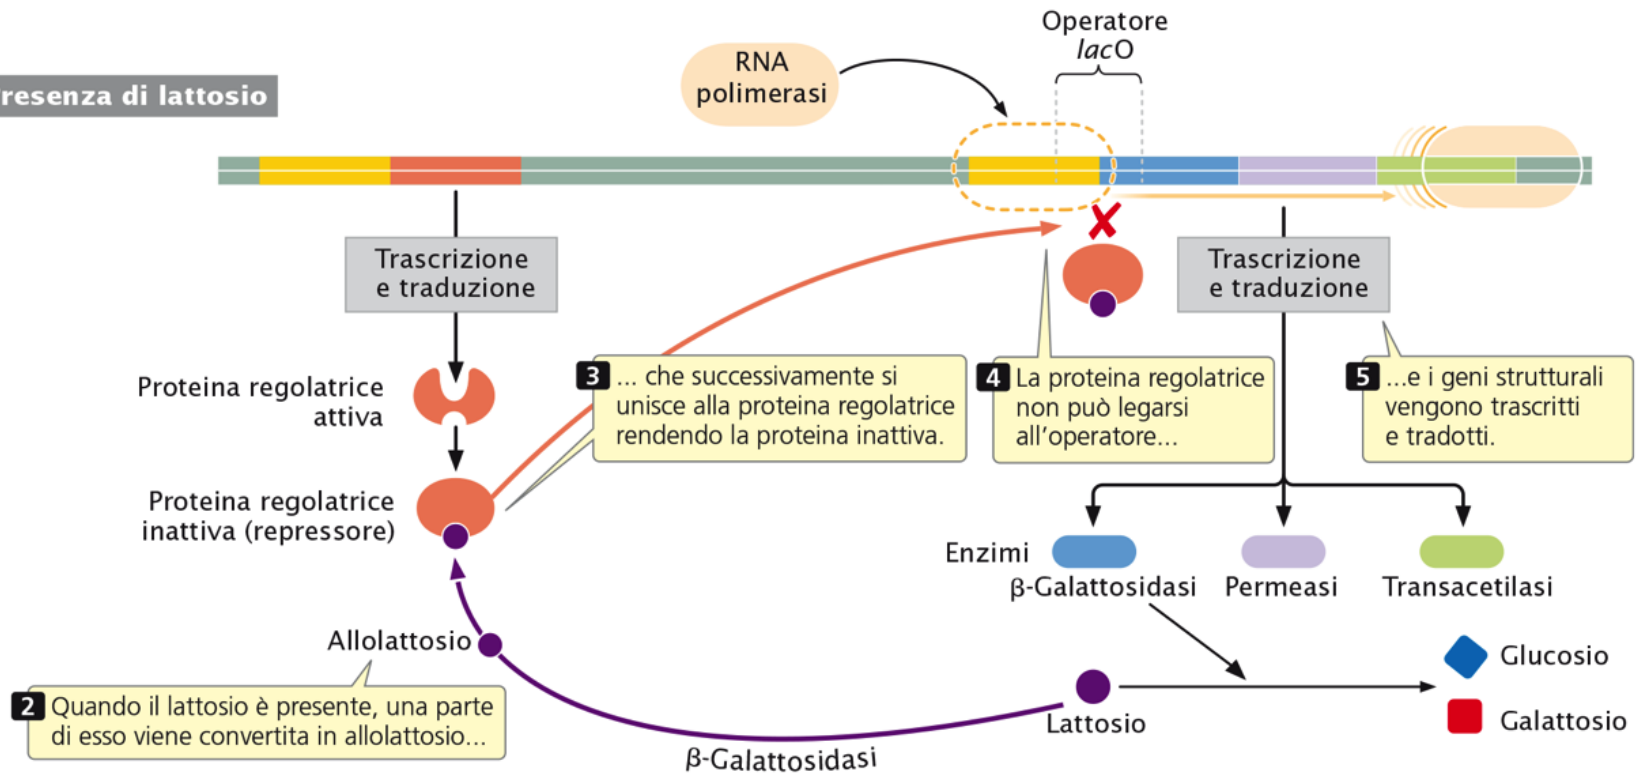 Operatore
lacO
RNA
polimerasi
resenza di lattosio
Trascrizione
e traduzione
Trascrizione
e traduzione
Proteina regolatrice
attiva
3 ... che successivamente si
unisce alla proteina regolatrice
rendendo la proteina inattiva.
4 La proteina regolatrice
non può legarsi
all'operatore...
5 ...e i geni strutturali
vengono trascritti
e tradotti.
Proteina regolatrice
inattiva (repressore)
Enzimi
β-Galattosidasi
Permeasi
Transacetilasi
Allolattosio
2 Quando il lattosio è presente, una parte
di esso viene convertita in allolattosio...
β-Galattosidasi
Lattosio
Glucosio
Galattosio